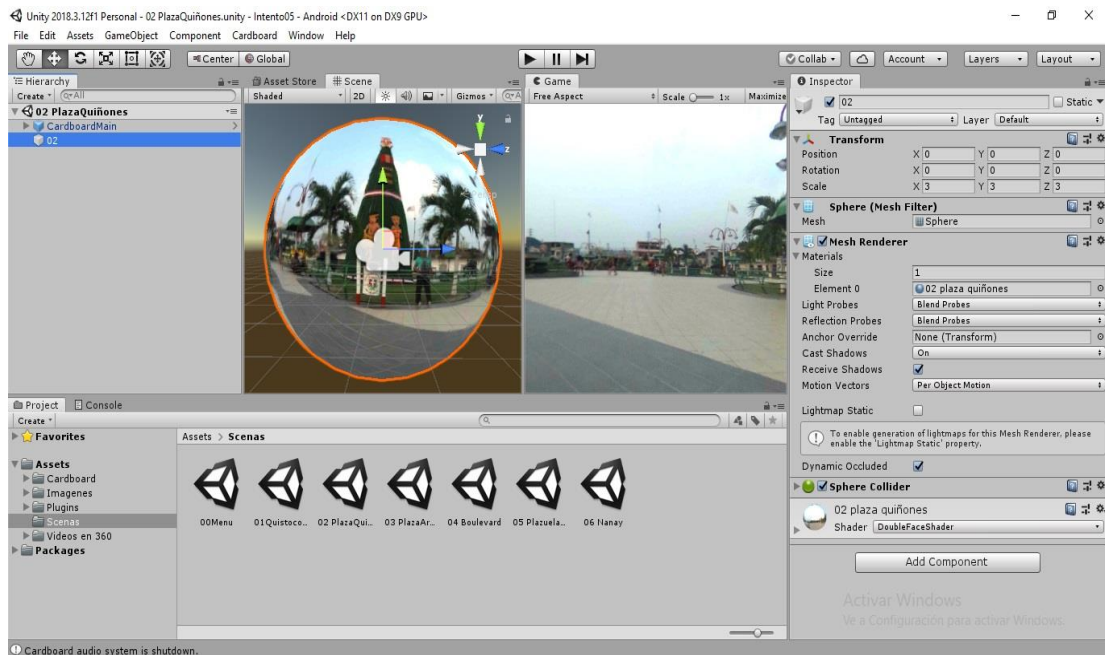 Unity 2018.3.12f1 Personal - 02 PlazaQuiñones.unity - Intento05 - Android <DX11 on DX9 GPU>
File Edit Assets GameObject Component Cardboard Window Help
Center Global
Collab Account Layers Layout
Hierarchy
Create All
02 PlazaQuiñones
CardboardMain
02
Asset Store Scene
Shaded 2D Gizmos All
y
z
Persp
Game
Free Aspect Scale 1x Maximize
Inspector
02 Static
Tag Untagged Layer Default
Transform
Position X 0 Y 0 Z 0
Rotation X 0 Y 0 Z 0
Scale X 3 Y 3 Z 3
Sphere (Mesh Filter)
Mesh Sphere
Mesh Renderer
Materials
Size 1
Element 0 02 plaza quiñones
Light Probes Blend Probes
Reflection Probes Blend Probes
Anchor Override None (Transform)
Cast Shadows On
Receive Shadows
Motion Vectors Per Object Motion
Lightmap Static
To enable generation of lightmaps for this Mesh Renderer, please
enable the 'Lightmap Static' property.
Dynamic Occluded
Sphere Collider
02 plaza quiñones
Shader DoubleFaceShader
Add Component
Activar Windows
Ve a Configuración para activar Windows.
Project Console
Create
Favorites
Assets
Cardboard
Imagenes
Plugins
Scenas
Videos en 360
Packages
Assets > Scenas
00Menu 01Quistoco... 02 PlazaQui... 03 PlazaAr... 04 Boulevard 05 Plazuela... 06 Nanay
Cardboard audio system is shutdown.